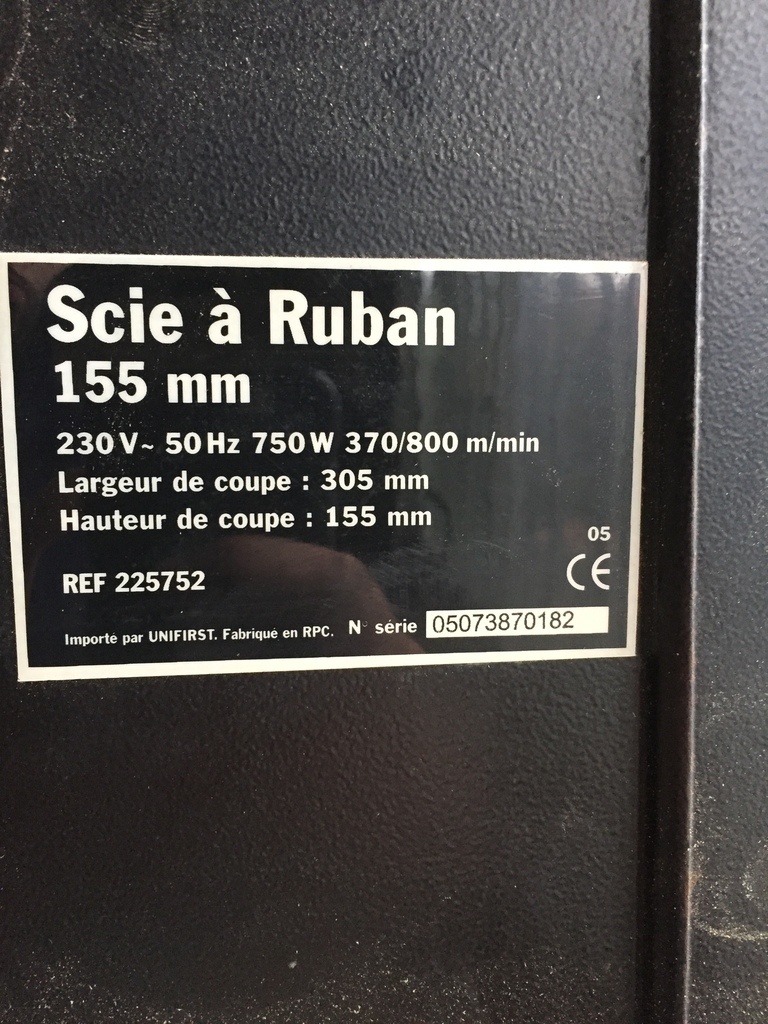 Scie à Ruban
155 mm
230 V~ 50 Hz 750 W 370/800 m/min
Largeur de coupe : 305 mm
Hauteur de coupe : 155 mm
05
REF 225752 CE
Importé par UNIFIRST. Fabriqué en RPC. N° série 05073870182